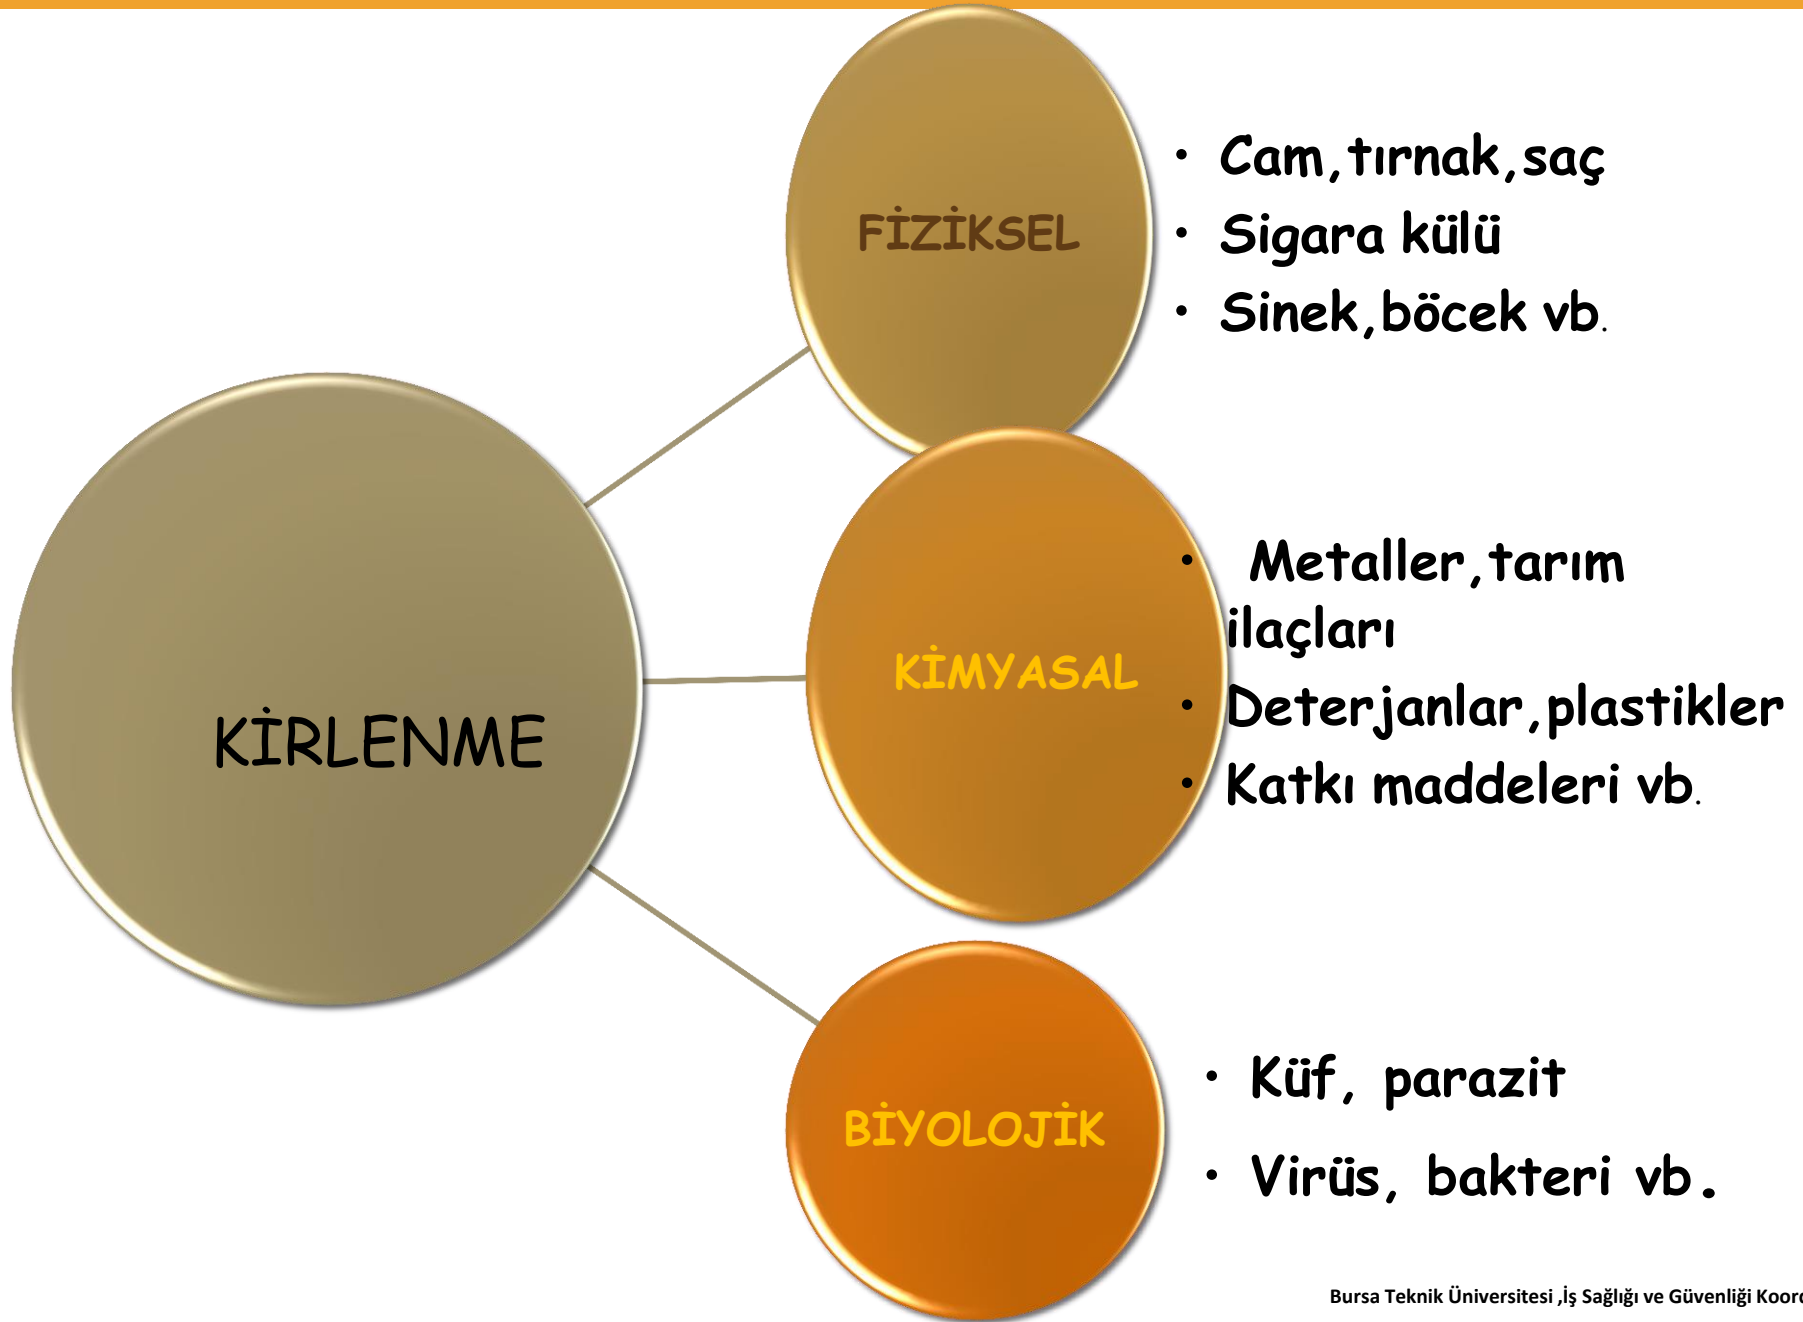 KİRLENME
FİZİKSEL
• Cam,tırnak,saç
• Sigara külü
• Sinek,böcek vb.
KİMYASAL
• Metaller,tarım
ilaçları
• Deterjanlar,plastikler
• Katkı maddeleri vb.
BİYOLOJİK
• Küf, parazit
• Virüs, bakteri vb.
Bursa Teknik Üniversitesi ,İş Sağlığı ve Güvenliği